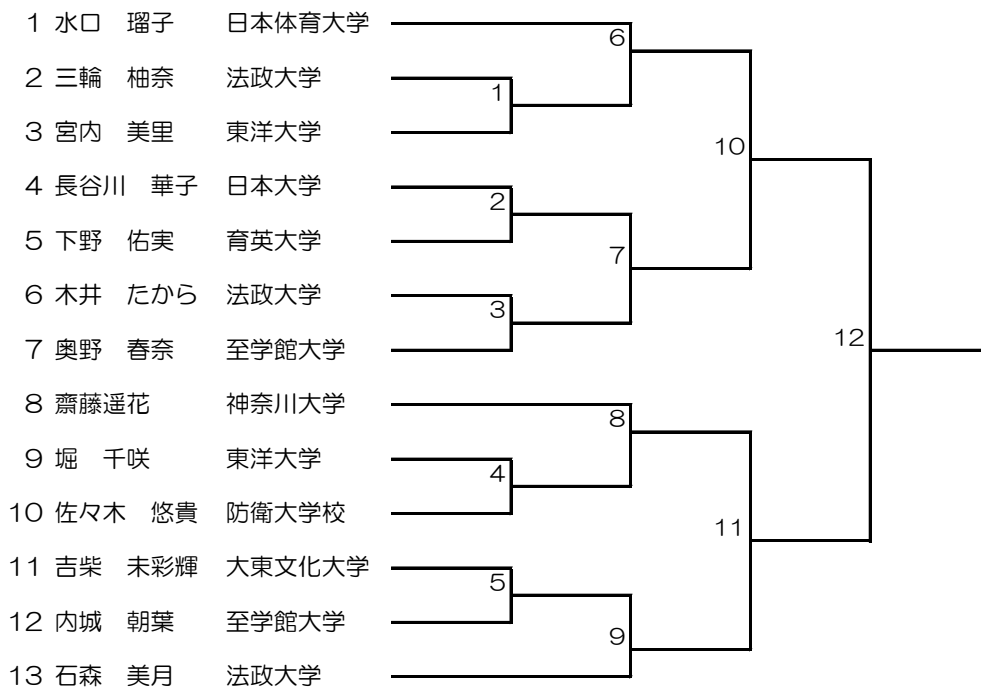 1 水口 瑠子 日本体育大学
6
2 三輪 柚奈 法政大学
1
3 宮内 美里 東洋大学
10
4 長谷川 華子 日本大学
2
5 下野 佑実 育英大学
7
6 木井 たから 法政大学
3
12
7 奥野 春奈 至学館大学
8 齋藤遥花 神奈川大学
8
9 堀 千咲 東洋大学
4
10 佐々木 悠貴 防衛大学校
11
11 吉柴 未彩輝 大東文化大学
5
12 内城 朝葉 至学館大学
9
13 石森 美月 法政大学